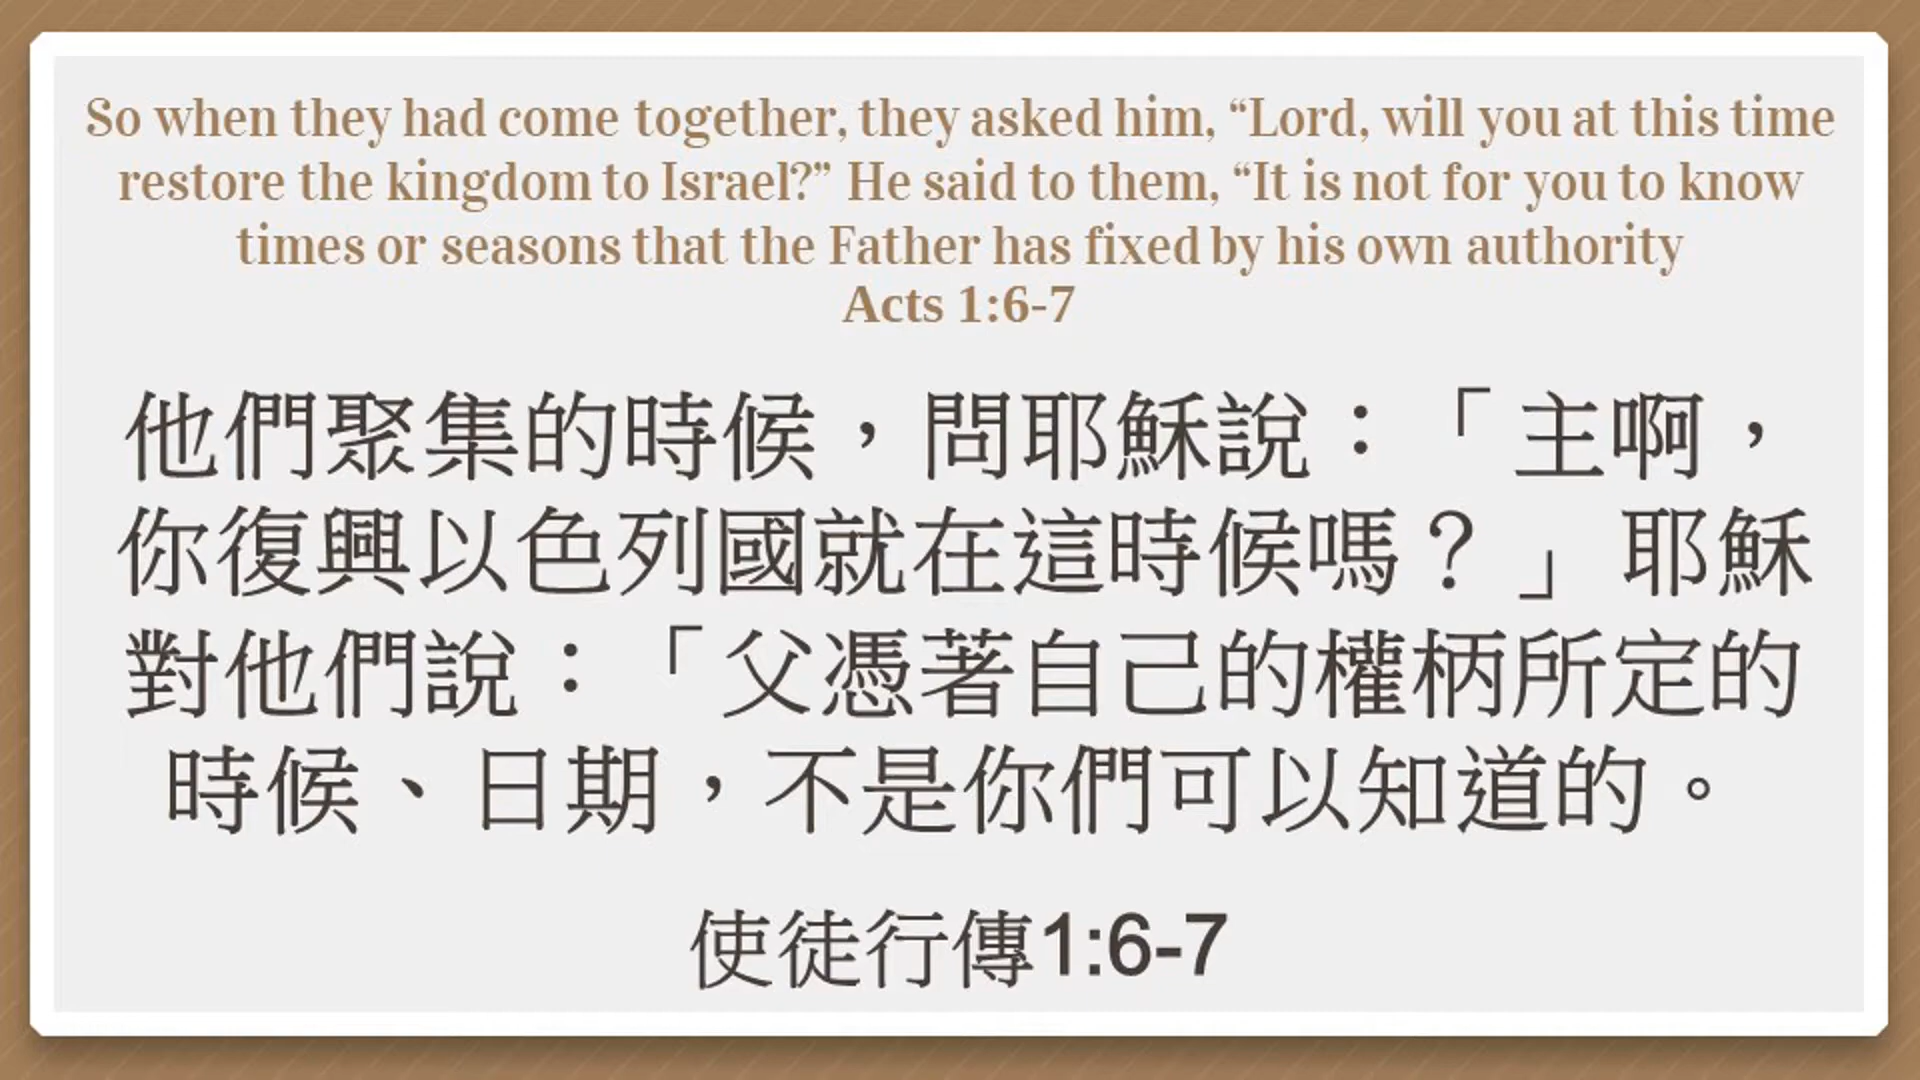 So when they had come together, they asked him, “Lord, will you at this time
restore the kingdom to Israel?” He said to them, “It is not for you to know
times or seasons that the Father has fixed by his own authority
Acts 1:6-7
他們聚集的時候，問耶穌說：「主啊，
你復興以色列國就在這時候嗎？」耶穌
對他們說：「父憑著自己的權柄所定的
時候、日期，不是你們可以知道的。
使徒行傳1:6-7